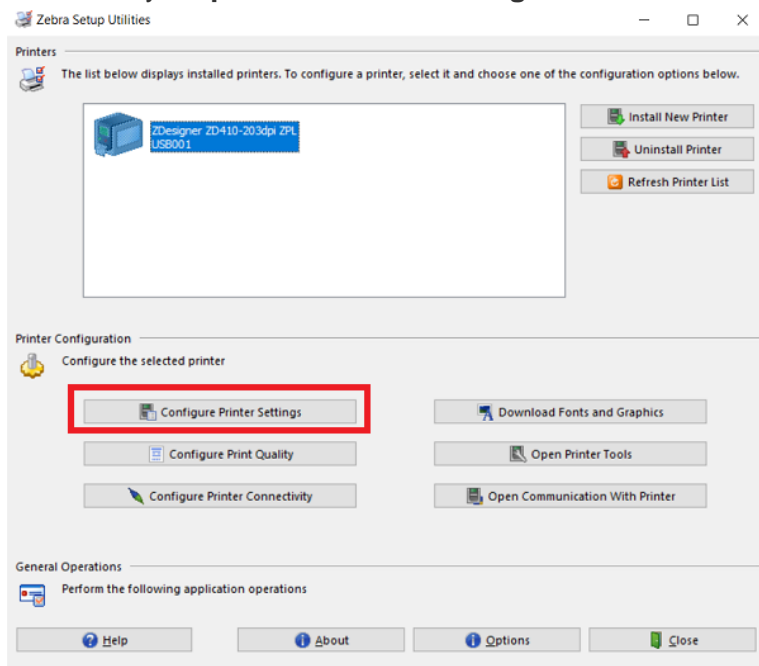 Zebra Setup Utilities
Printers
The list below displays installed printers. To configure a printer, select it and choose one of the configuration options below.
ZDesigner ZD410-203dpi ZPL
USB001
Install New Printer
Uninstall Printer
Refresh Printer List
Printer Configuration
Configure the selected printer
Configure Printer Settings
Download Fonts and Graphics
Configure Print Quality
Open Printer Tools
Configure Printer Connectivity
Open Communication With Printer
General Operations
Perform the following application operations
Help
About
Options
Close